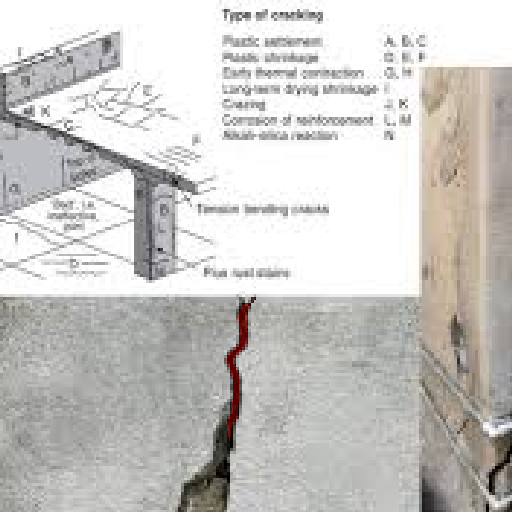 Type of cracking
Plastic settlement A, B, C
Plastic shrinkage D, E, F
Early thermal contraction G, H
Long-term drying shrinkage I
Crazing J, K
Corrosion of reinforcement L, M
Alkali-silica reaction N
Tension bending cracks
Plus rust stains